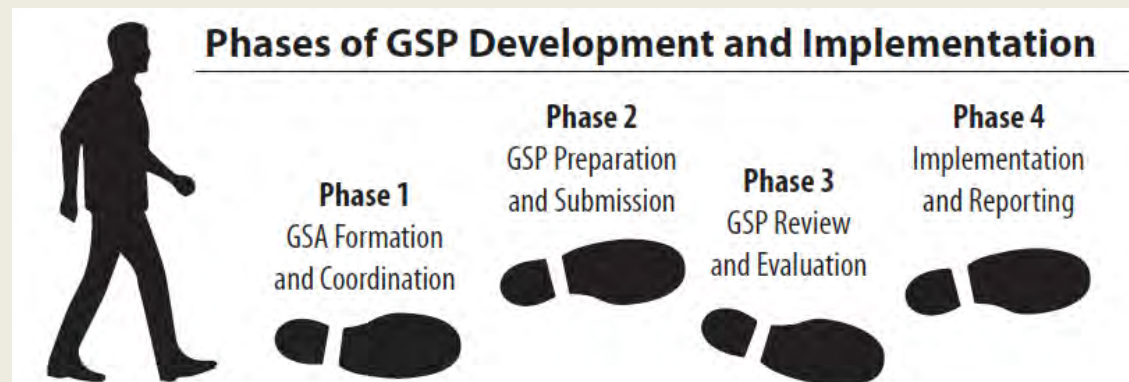 Phases of GSP Development and Implementation
Phase 1
GSA Formation
and Coordination
Phase 2
GSP Preparation
and Submission
Phase 3
GSP Review
and Evaluation
Phase 4
Implementation
and Reporting